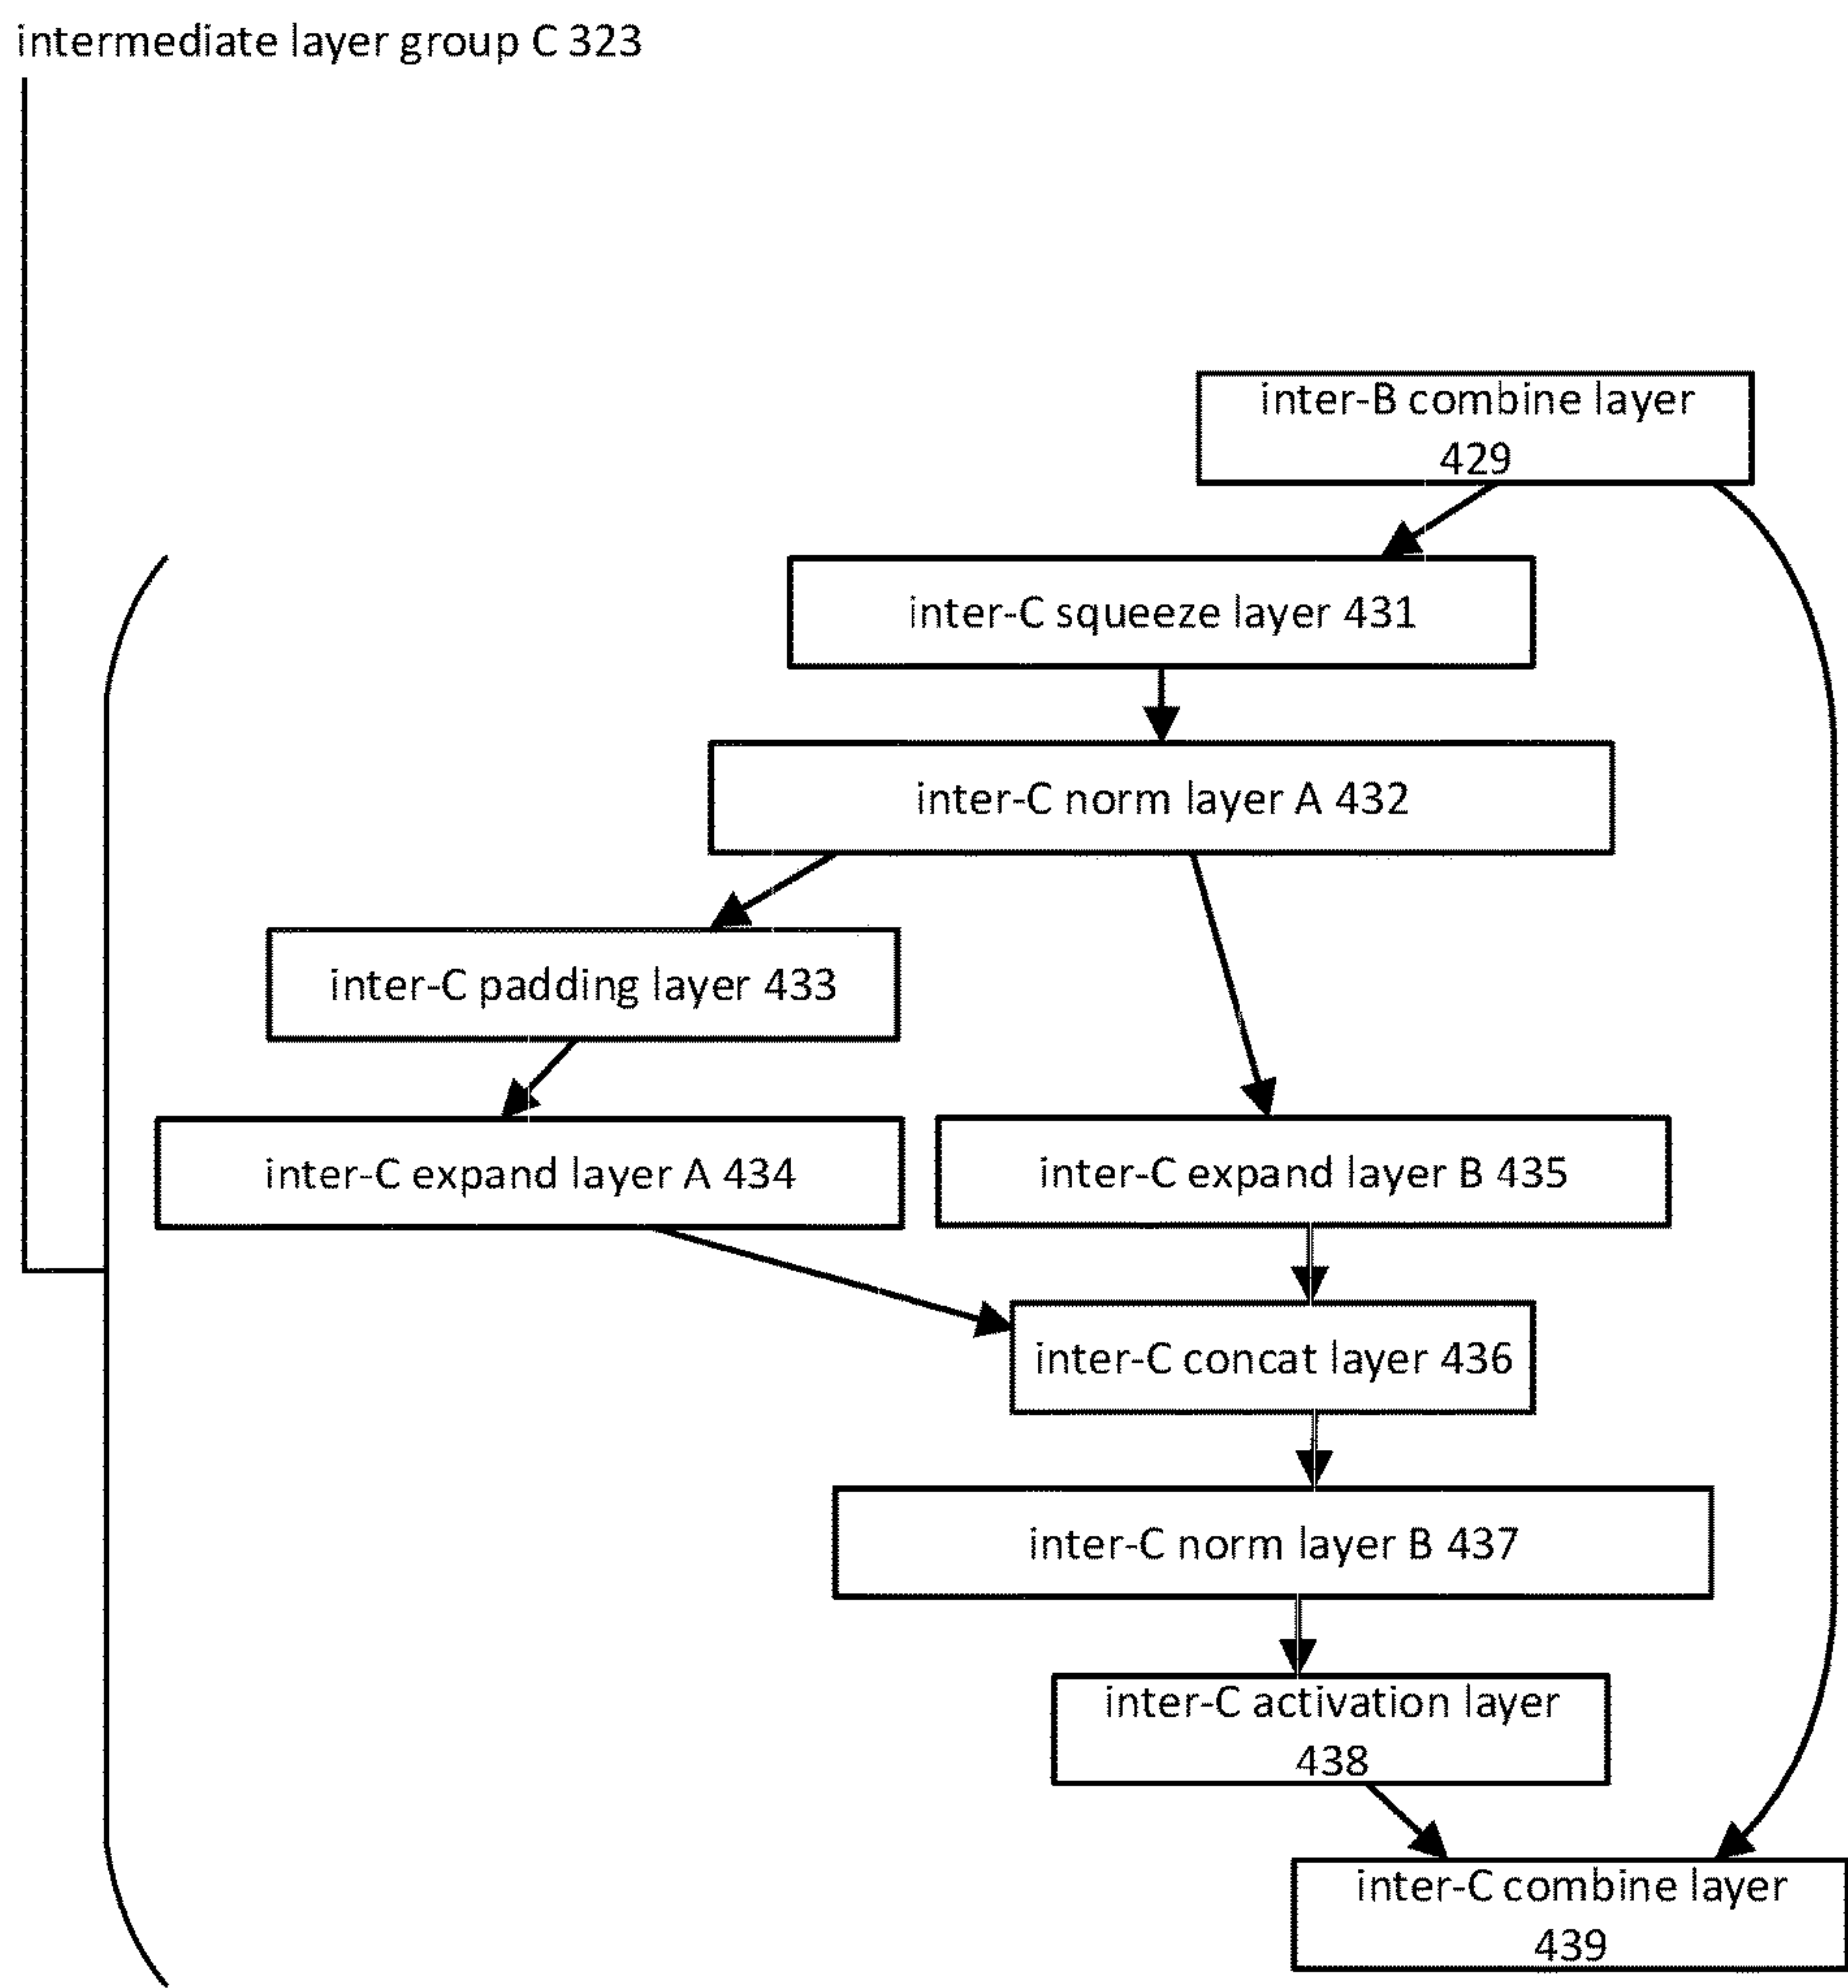 intermediate layer group C 323
inter-B combine layer
429
inter-C squeeze layer 431
inter-C norm layer A 432
inter-C padding layer 433
inter-C expand layer A 434
inter-C expand layer B 435
inter-C concat layer 436
inter-C norm layer B 437
inter-C activation layer
438
inter-C combine layer
439